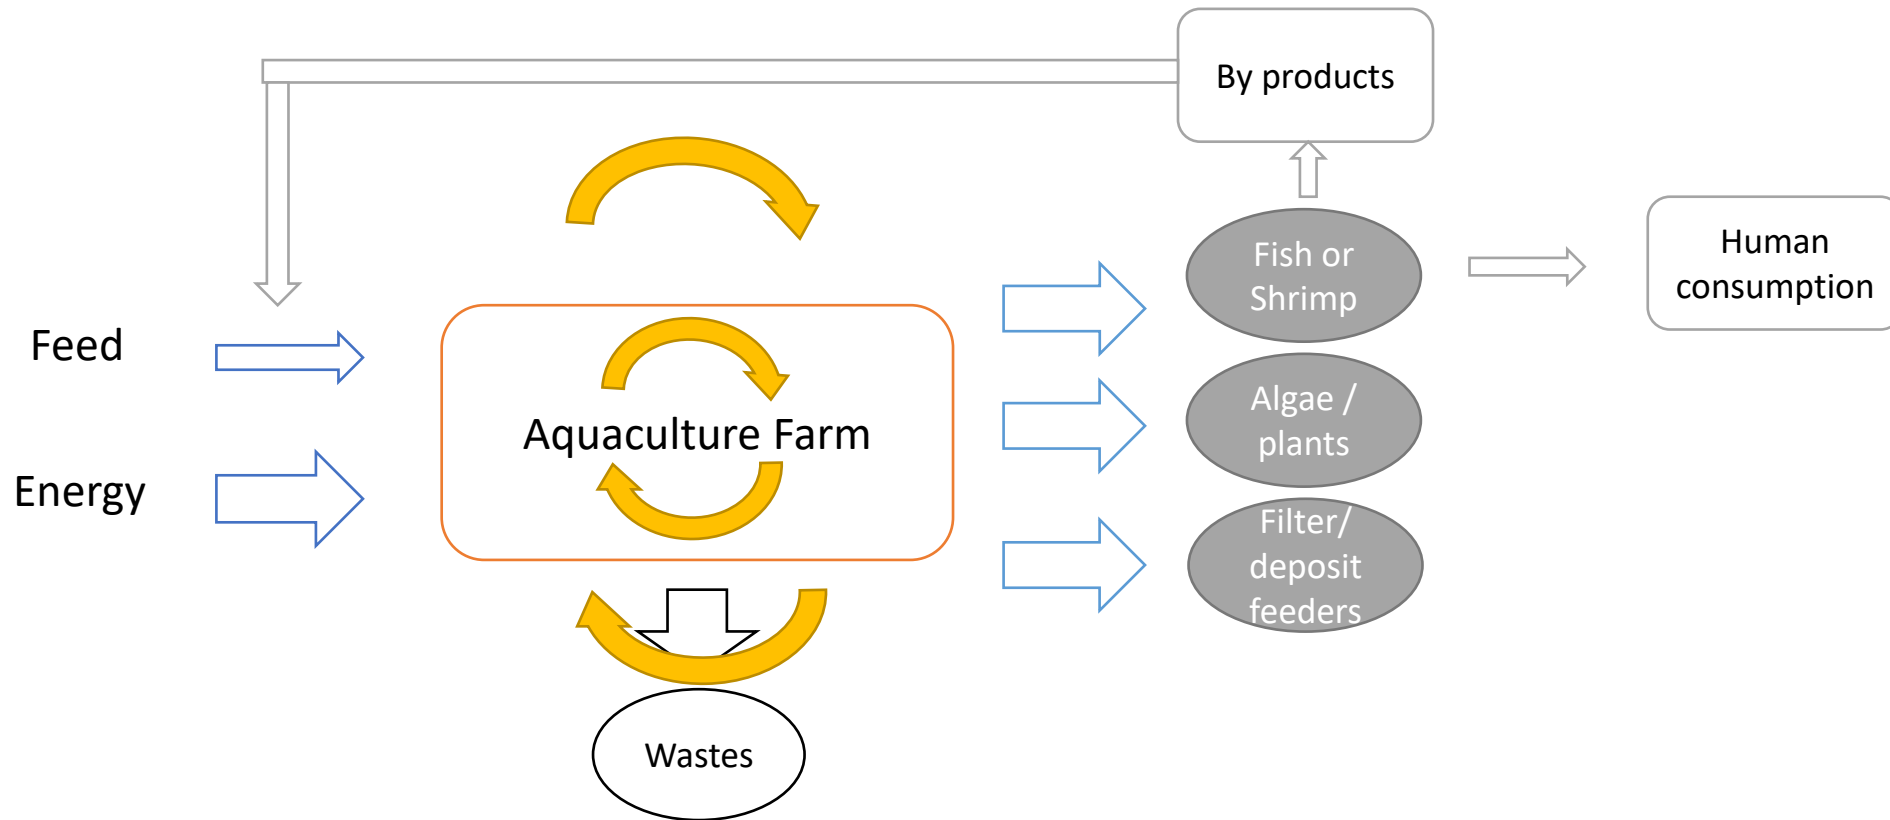 By products
Fish or
Shrimp
Human
consumption
Feed
Aquaculture Farm
Algae /
plants
Energy
Filter/
deposit
feeders
Wastes